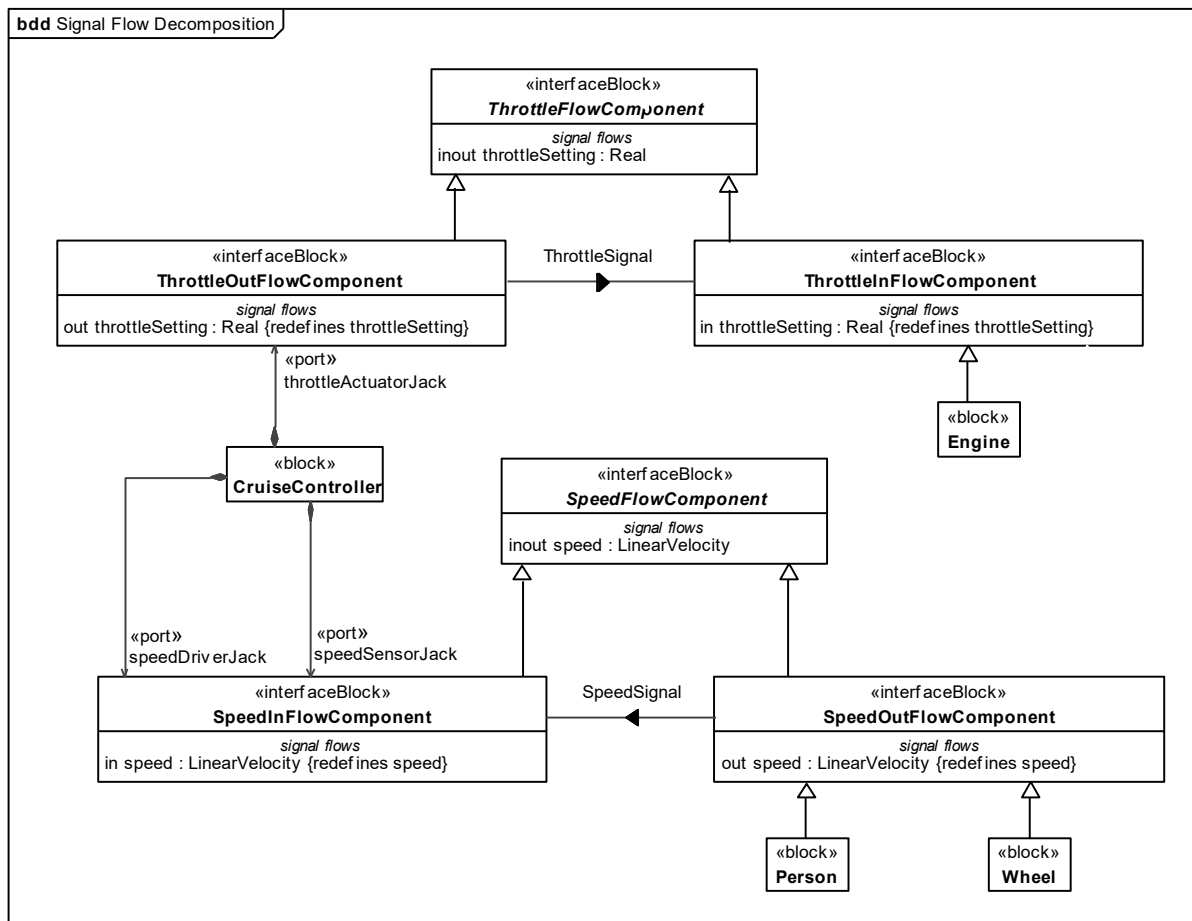 bdd Signal Flow Decomposition
«interfaceBlock»
ThrottleFlowComponent
signal flows
inout throttleSetting : Real
«interfaceBlock»
ThrottleOutFlowComponent
signal flows
out throttleSetting : Real {redefines throttleSetting}
ThrottleSignal
«interfaceBlock»
ThrottleInFlowComponent
signal flows
in throttleSetting : Real {redefines throttleSetting}
«port»
throttleActuatorJack
«block»
Engine
«block»
CruiseController
«interfaceBlock»
SpeedFlowComponent
signal flows
inout speed : LinearVelocity
«port»
speedDriverJack
«port»
speedSensorJack
«interfaceBlock»
SpeedInFlowComponent
signal flows
in speed : LinearVelocity {redefines speed}
SpeedSignal
«interfaceBlock»
SpeedOutFlowComponent
signal flows
out speed : LinearVelocity {redefines speed}
«block»
Person
«block»
Wheel